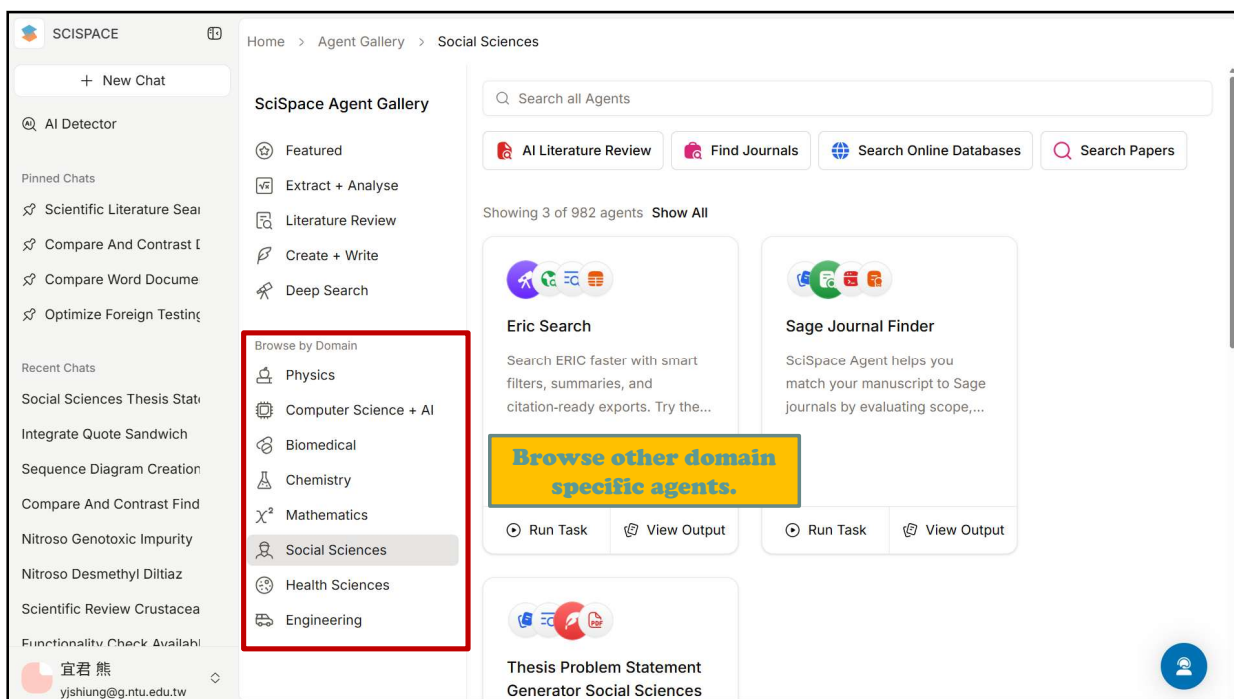 SCISPACE
+ New Chat
AI Detector
Pinned Chats
Scientific Literature Sear
Compare And Contrast D
Compare Word Docume
Optimize Foreign Testing
Recent Chats
Social Sciences Thesis State
Integrate Quote Sandwich
Sequence Diagram Creation
Compare And Contrast Find
Nitroso Genotoxic Impurity
Nitroso Desmethyl Diltiaz
Scientific Review Crustacea
Functionality Check Availabl
宜君 熊
yjshiung@g.ntu.edu.tw
Home > Agent Gallery > Social Sciences
SciSpace Agent Gallery
Featured
Extract + Analyse
Literature Review
Create + Write
Deep Search
Browse by Domain
Physics
Computer Science + AI
Biomedical
Chemistry
Mathematics
Social Sciences
Health Sciences
Engineering
Search all Agents
AI Literature Review Find Journals Search Online Databases Search Papers
Showing 3 of 982 agents Show All
Eric Search
Search ERIC faster with smart
filters, summaries, and
citation-ready exports. Try the...
Browse other domain
specific agents.
Run Task View Output
Sage Journal Finder
SciSpace Agent helps you
match your manuscript to Sage
journals by evaluating scope,...
Run Task View Output
PDF
Thesis Problem Statement
Generator Social Sciences